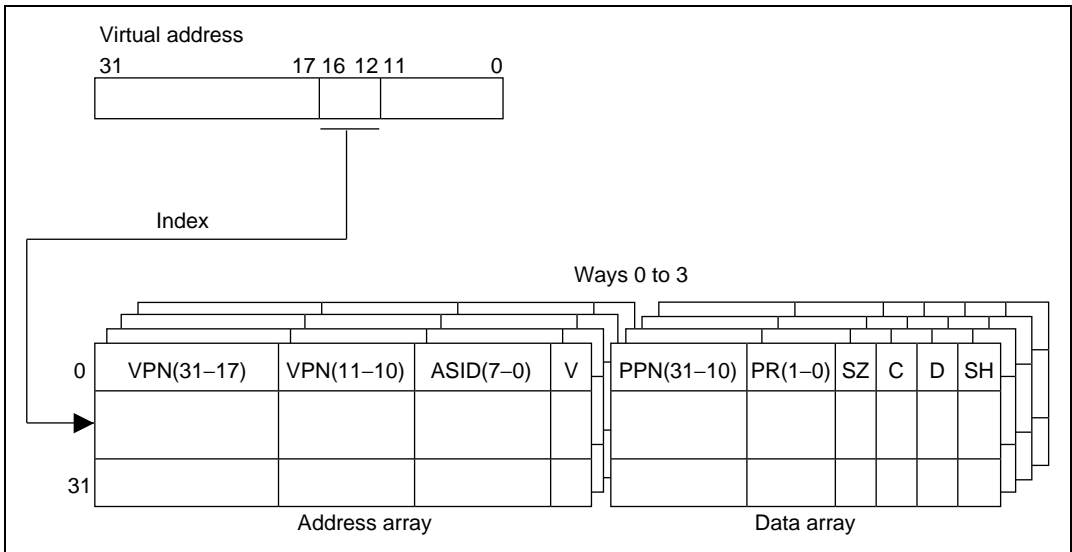 Virtual address
31 17 16 12 11 0
Index
Ways 0 to 3
0 VPN(31–17) VPN(11–10) ASID(7–0) V PPN(31–10) PR(1–0) SZ C D SH
31
Address array Data array